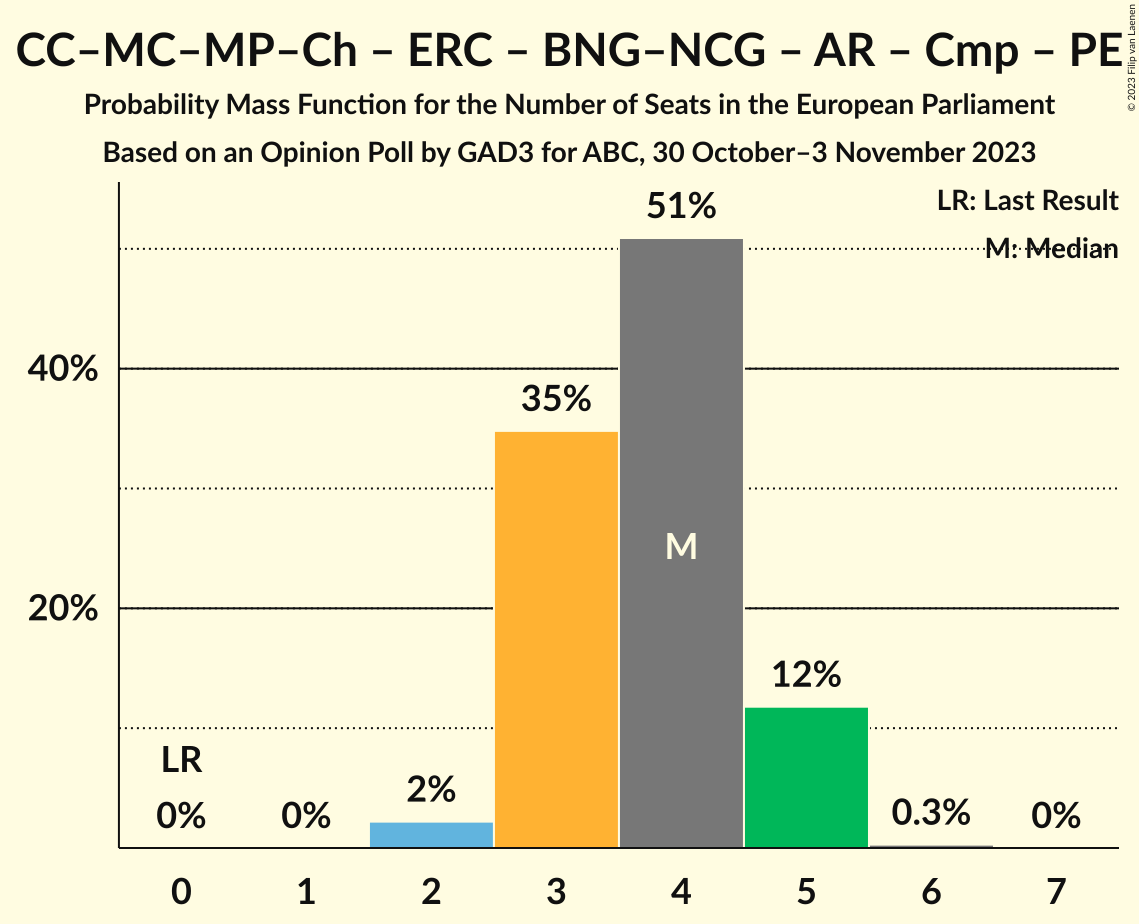 CC–MC–MP–Ch – ERC – BNG–NCG – AR – Cmp – PE
© 2023 Filip van Laenen
Probability Mass Function for the Number of Seats in the European Parliament
Based on an Opinion Poll by GAD3 for ABC, 30 October–3 November 2023
LR: Last Result
M: Median
51%
40%
35%
M
20%
12%
LR
0%
0%
2%
0.3%
0%
0 1 2 3 4 5 6 7